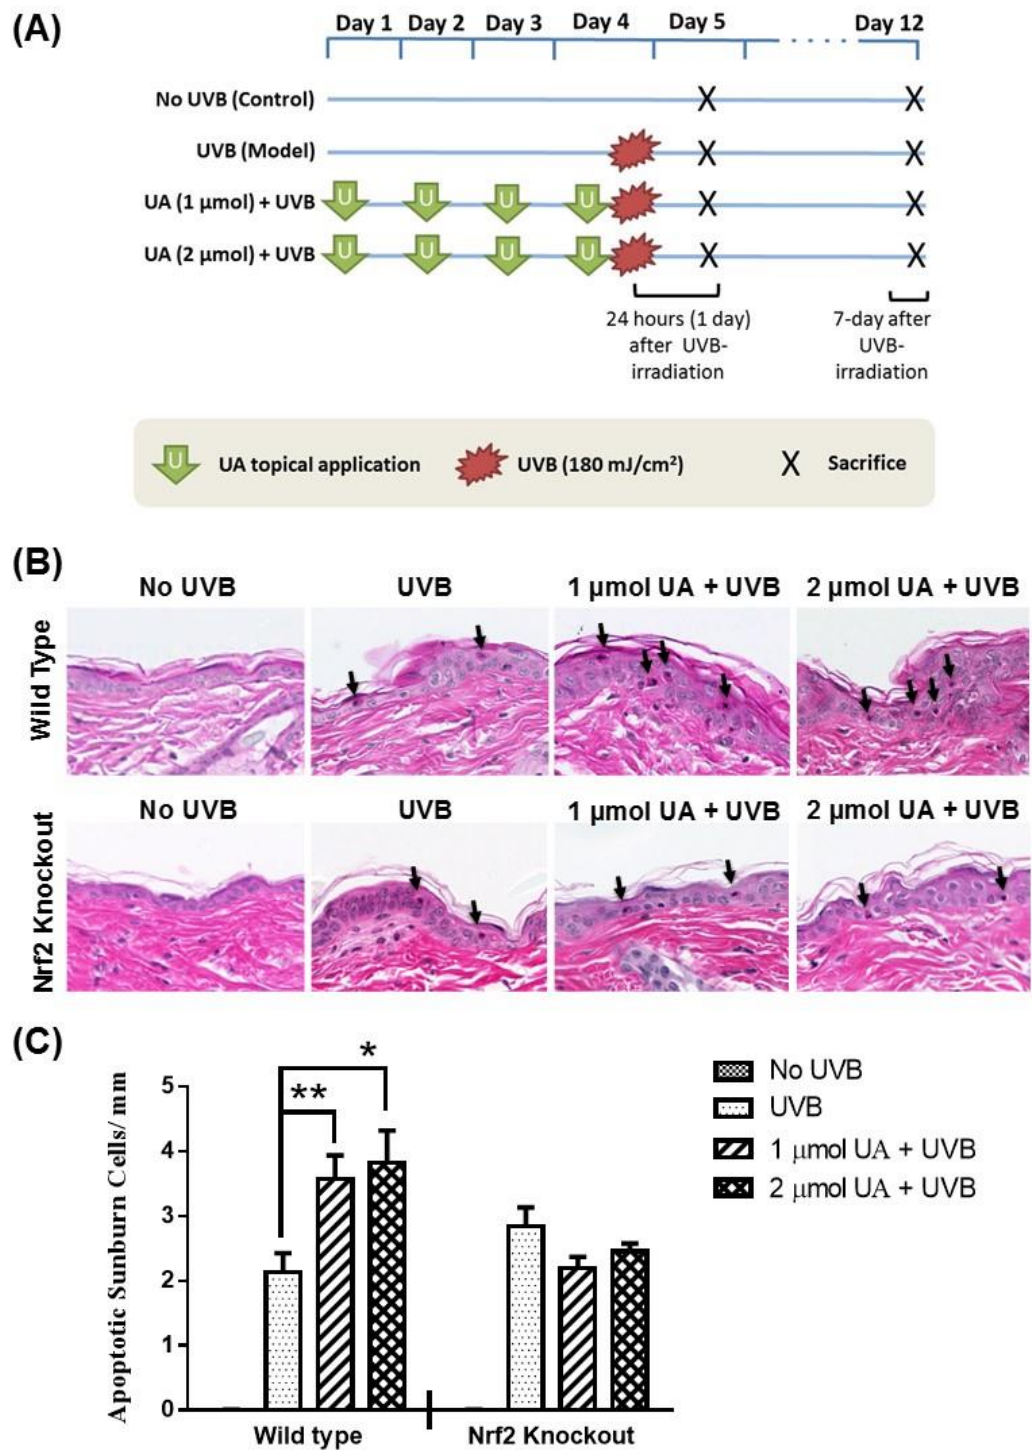 (A)
Day 1 Day 2 Day 3 Day 4 Day 5 Day 12
No UVB (Control)
X X
UVB (Model)
X X
UA (1 µmol) + UVB
U U U U X X
UA (2 µmol) + UVB
U U U U X X
24 hours (1 day)
after UVB-
irradiation
7-day after
UVB-
irradiation
U UA topical application UVB (180 mJ/cm²) X Sacrifice
(B)
No UVB UVB 1 µmol UA + UVB 2 µmol UA + UVB
Wild Type
No UVB UVB 1 µmol UA + UVB 2 µmol UA + UVB
Nrf2 Knockout
(C)
Apoptotic Sunburn Cells/ mm
5
4
3
2
1
0
*
**
Wild type Nrf2 Knockout
No UVB
UVB
1 µmol UA + UVB
2 µmol UA + UVB